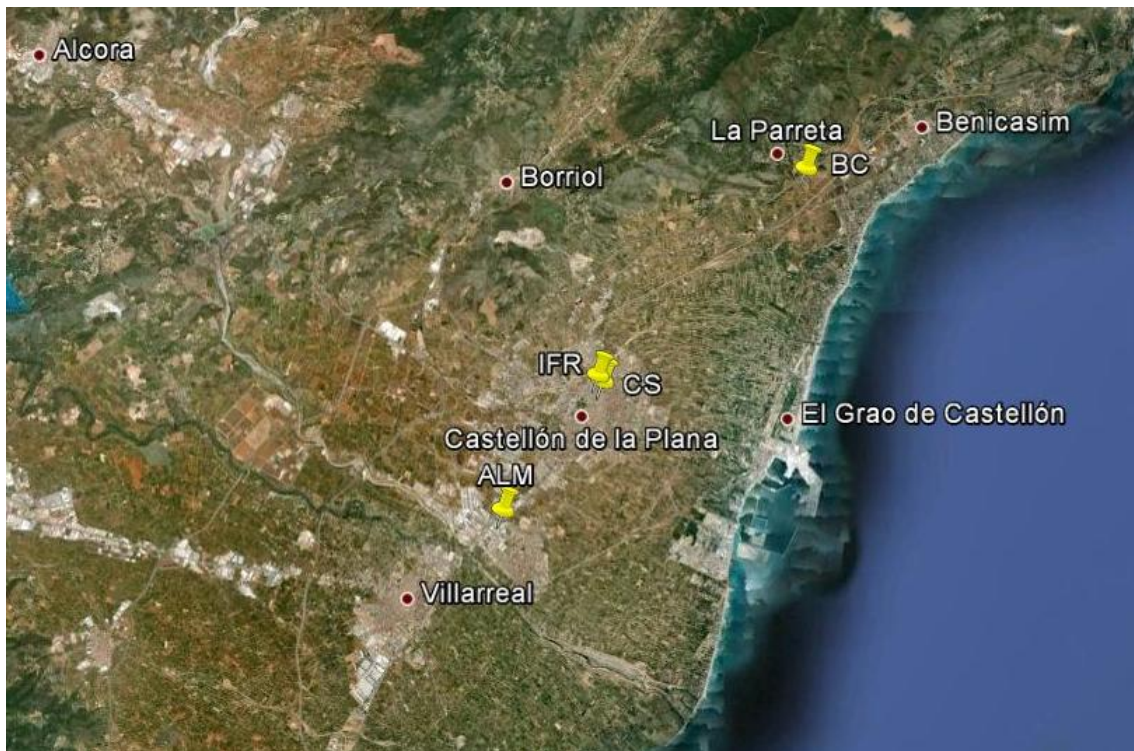 Alcora
Benicasim
La Parreta
BC
Borriol
IFR
CS
El Grao de Castellón
Castellón de la Plana
ALM
Villarreal